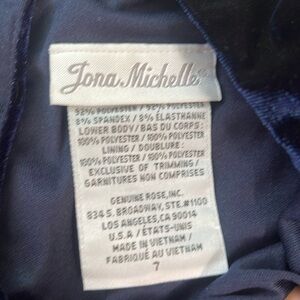 Jona Michelle®
92% POLYESTER / 92% POLYESTER
8% SPANDEX / 8% ÉLASTHANNE
LOWER BODY/BAS DU CORPS:
100% POLYESTER / 100% POLYESTER
LINING / DOUBLURE:
100% POLYESTER / 100% POLYESTER
EXCLUSIVE OF TRIMMING /
GARNITURES NON COMPRISES
GENUINE ROSE, INC.
834 S. BROADWAY, STE.#1100
LOS ANGELES, CA 90014
U.S.A / ÉTATS-UNIS
MADE IN VIETNAM /
FABRIQUÉ AU VIETNAM
7